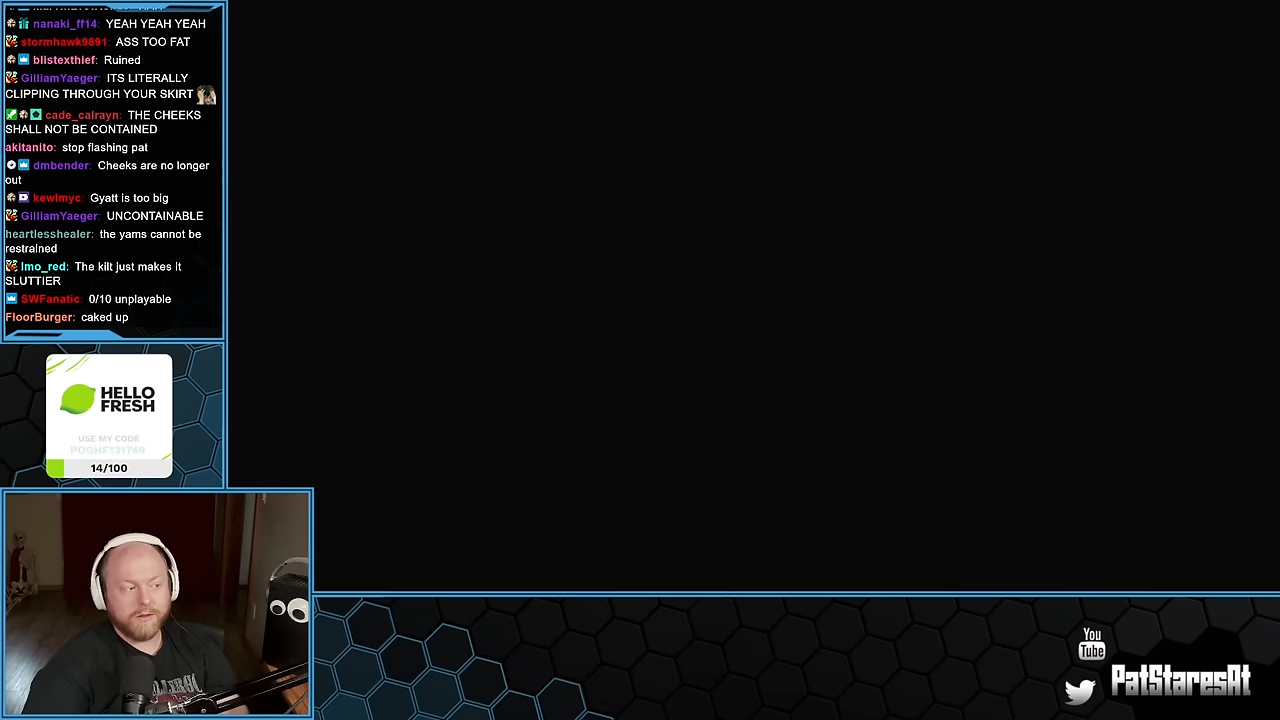 nanaki_ff14: YEAH YEAH YEAH
stormhawk9891: ASS TOO FAT
blistexthief: Ruined
GilliamYaeger: ITS LITERALLY
CLIPPING THROUGH YOUR SKIRT
cade_calrayn: THE CHEEKS
SHALL NOT BE CONTAINED
akitanito: stop flashing pat
dmbender: Cheeks are no longer
out
kewlmyc: Gyatt is too big
GilliamYaeger: UNCONTAINABLE
heartlesshealer: the yams cannot be
restrained
lmo_red: The kilt just makes it
SLUTTIER
SWFanatic: 0/10 unplayable
FloorBurger: caked up
HELLO
FRESH
USE MY CODE
POGHF131749
14/100
You
Tube
PatStaresAt